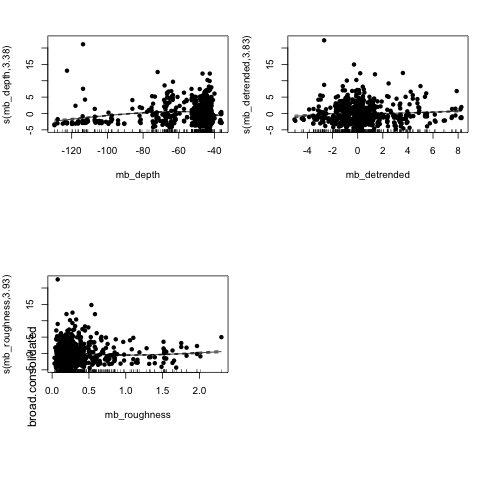 s(mb_depth,3.38)
-5 0 5 15
-120 -100 -80 -60 -40
mb_depth
s(mb_detrended,3.83)
-5 0 5 15
-4 -2 0 2 4 6 8
mb_detrended
s(mb_roughness,3.93)
broad.consolidated
-5 5 15
0.0 0.5 1.0 1.5 2.0
mb_roughness